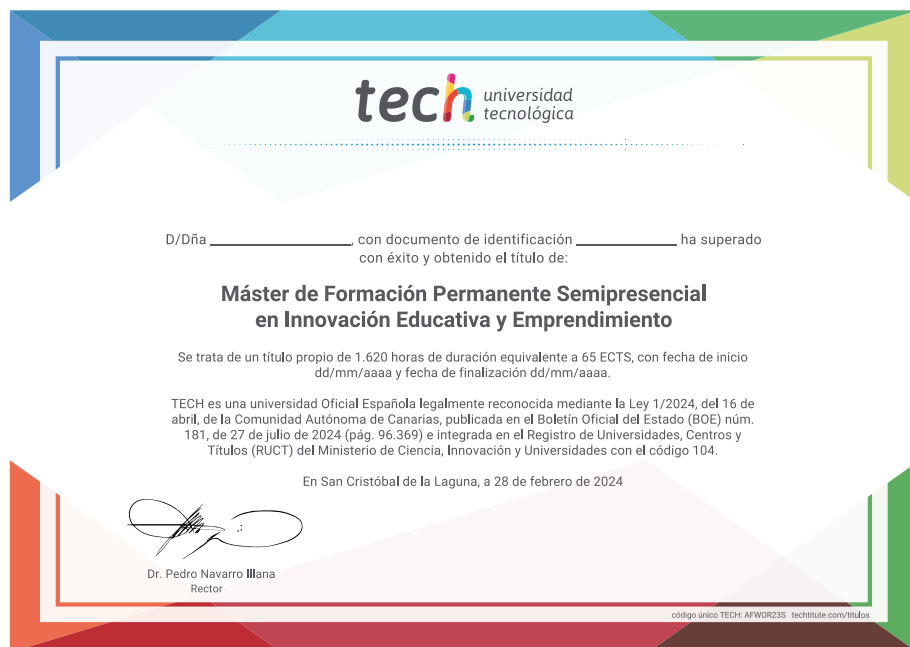 tech universidad
tecnológica
D/Dña ____________________, con documento de identificación ______________ ha superado
con éxito y obtenido el título de:
Máster de Formación Permanente Semipresencial
en Innovación Educativa y Emprendimiento
Se trata de un título propio de 1.620 horas de duración equivalente a 65 ECTS, con fecha de inicio
dd/mm/aaaa y fecha de finalización dd/mm/aaaa.
TECH es una universidad Oficial Española legalmente reconocida mediante la Ley 1/2024, del 16 de
abril, de la Comunidad Autónoma de Canarias, publicada en el Boletín Oficial del Estado (BOE) núm.
181, de 27 de julio de 2024 (pág. 96.369) e integrada en el Registro de Universidades, Centros y
Títulos (RUCT) del Ministerio de Ciencia, Innovación y Universidades con el código 104.
En San Cristóbal de la Laguna, a 28 de febrero de 2024
Dr. Pedro Navarro Illana
Rector
código único TECH: AFWOR23S techtitute.com/titulos